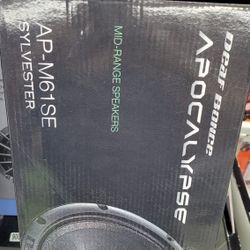 Deaf Bonce
APOCALYPSE
MID-RANGE SPEAKERS
AP-M61SE
SYLVESTER